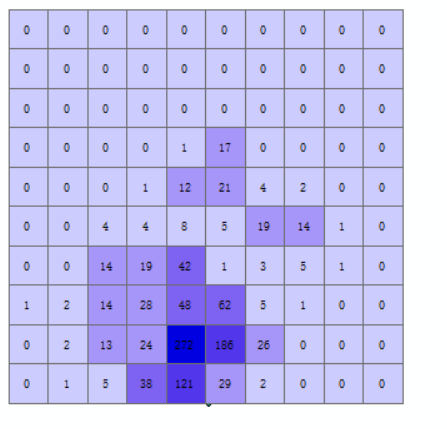 0 0 0 0 0 0 0 0 0 0
0 0 0 0 0 0 0 0 0 0
0 0 0 0 0 0 0 0 0 0
0 0 0 0 1 17 0 0 0 0
0 0 0 1 12 21 4 2 0 0
0 0 4 4 8 5 19 14 1 0
0 0 14 19 42 1 3 5 1 0
1 2 14 28 48 62 5 1 0 0
0 2 13 24 186 26 0 0 0
0 1 5 38 121 29 2 0 0 0